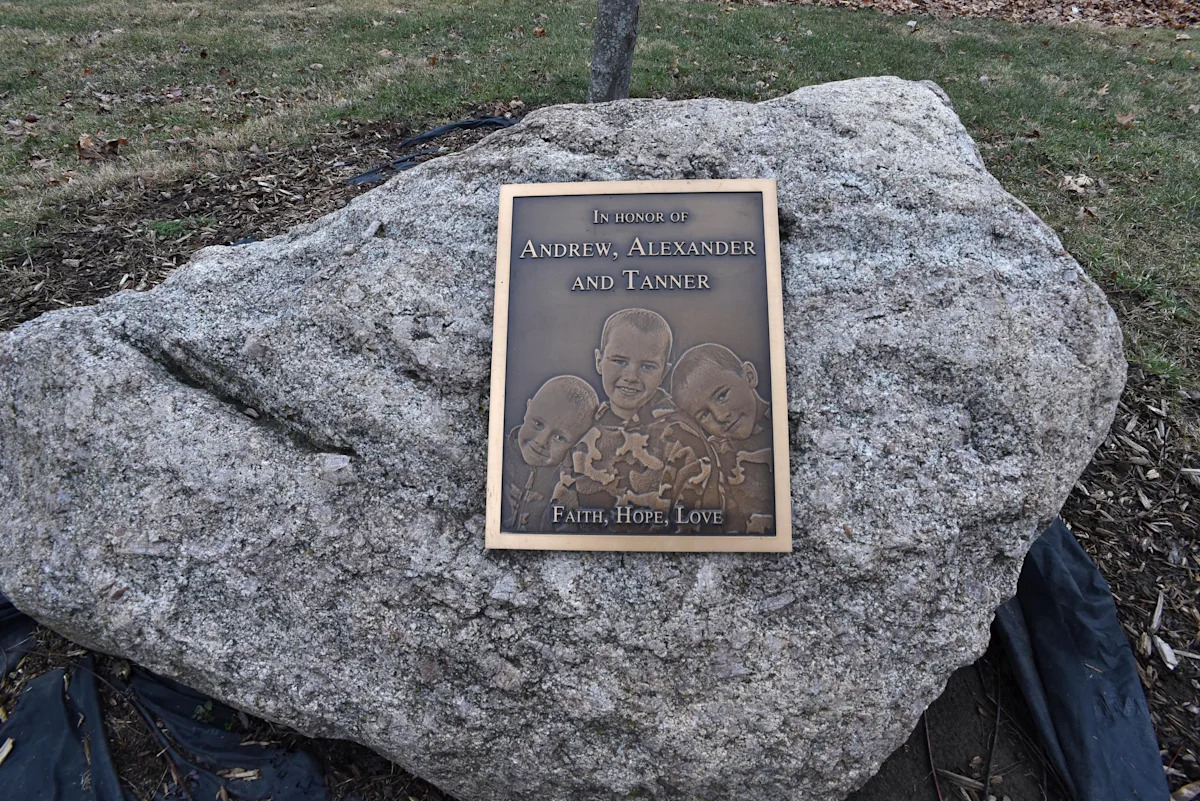 In honor of
Andrew, Alexander
and Tanner
Faith, Hope, Love